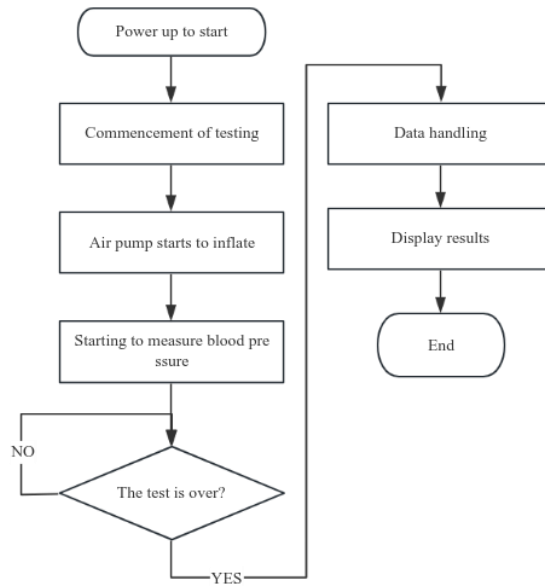 Power up to start
Commencement of testing
Air pump starts to inflate
Starting to measure blood pre
ssure
NO
The test is over?
YES
Data handling
Display results
End